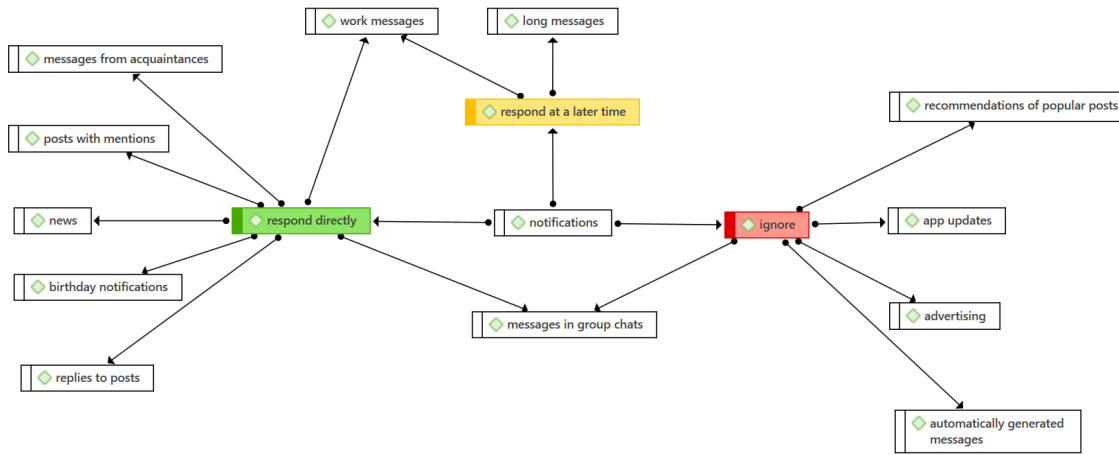 work messages
long messages
messages from acquaintances
recommendations of popular posts
respond at a later time
posts with mentions
news
respond directly
notifications
ignore
app updates
birthday notifications
advertising
messages in group chats
replies to posts
automatically generated
messages